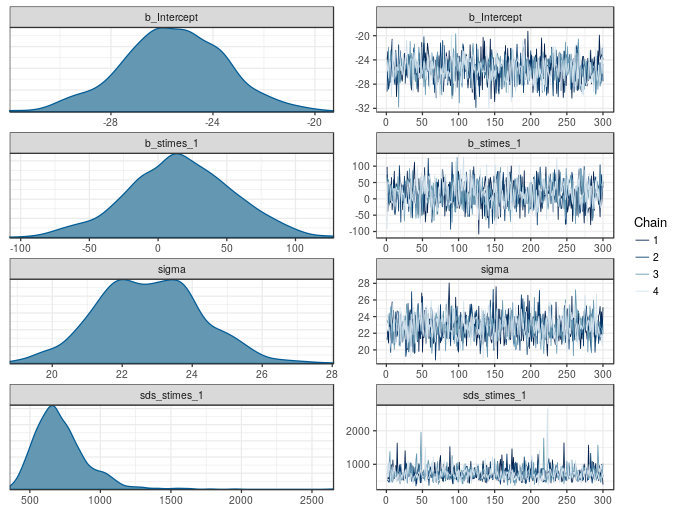 b_Intercept
-28 -24 -20
b_Intercept
-20
-24
-28
-32
0 50 100 150 200 250 300
b_stimes_1
-100 -50 0 50 100
b_stimes_1
100
50
0
-50
-100
0 50 100 150 200 250 300
sigma
20 22 24 26 28
sigma
28
26
24
22
20
0 50 100 150 200 250 300
sds_stimes_1
500 1000 1500 2000 2500
sds_stimes_1
2000
1000
0 50 100 150 200 250 300
Chain
1
2
3
4